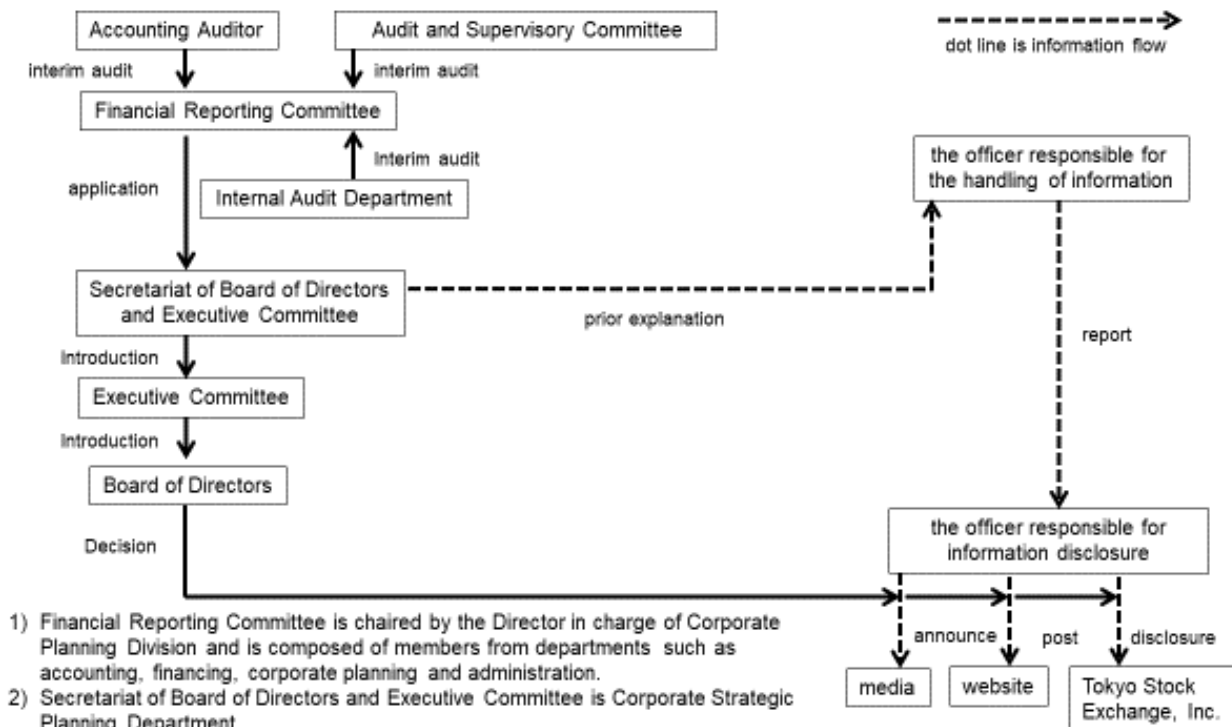 Accounting Auditor
Audit and Supervisory Committee
dot line is information flow
interim audit
interim audit
Financial Reporting Committee
Interim audit
the officer responsible for
the handling of information
application
Internal Audit Department
Secretariat of Board of Directors
and Executive Committee
prior explanation
report
Introduction
Executive Committee
Introduction
Board of Directors
the officer responsible for
information disclosure
Decision
1) Financial Reporting Committee is chaired by the Director in charge of Corporate
Planning Division and is composed of members from departments such as
accounting, financing, corporate planning and administration.
2) Secretariat of Board of Directors and Executive Committee is Corporate Strategic
Planning Department
announce
post
disclosure
media
website
Tokyo Stock
Exchange, Inc.